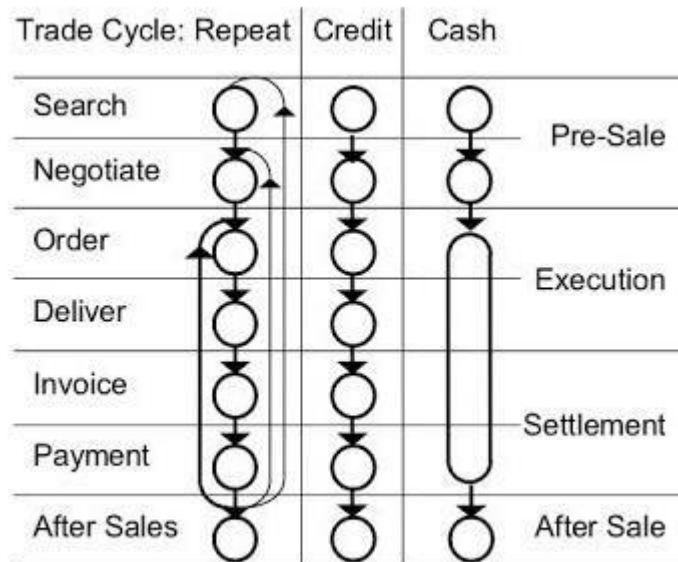 Trade Cycle: Repeat Credit Cash
Search
Pre-Sale
Negotiate
Order
Execution
Deliver
Invoice
Settlement
Payment
After Sales After Sale